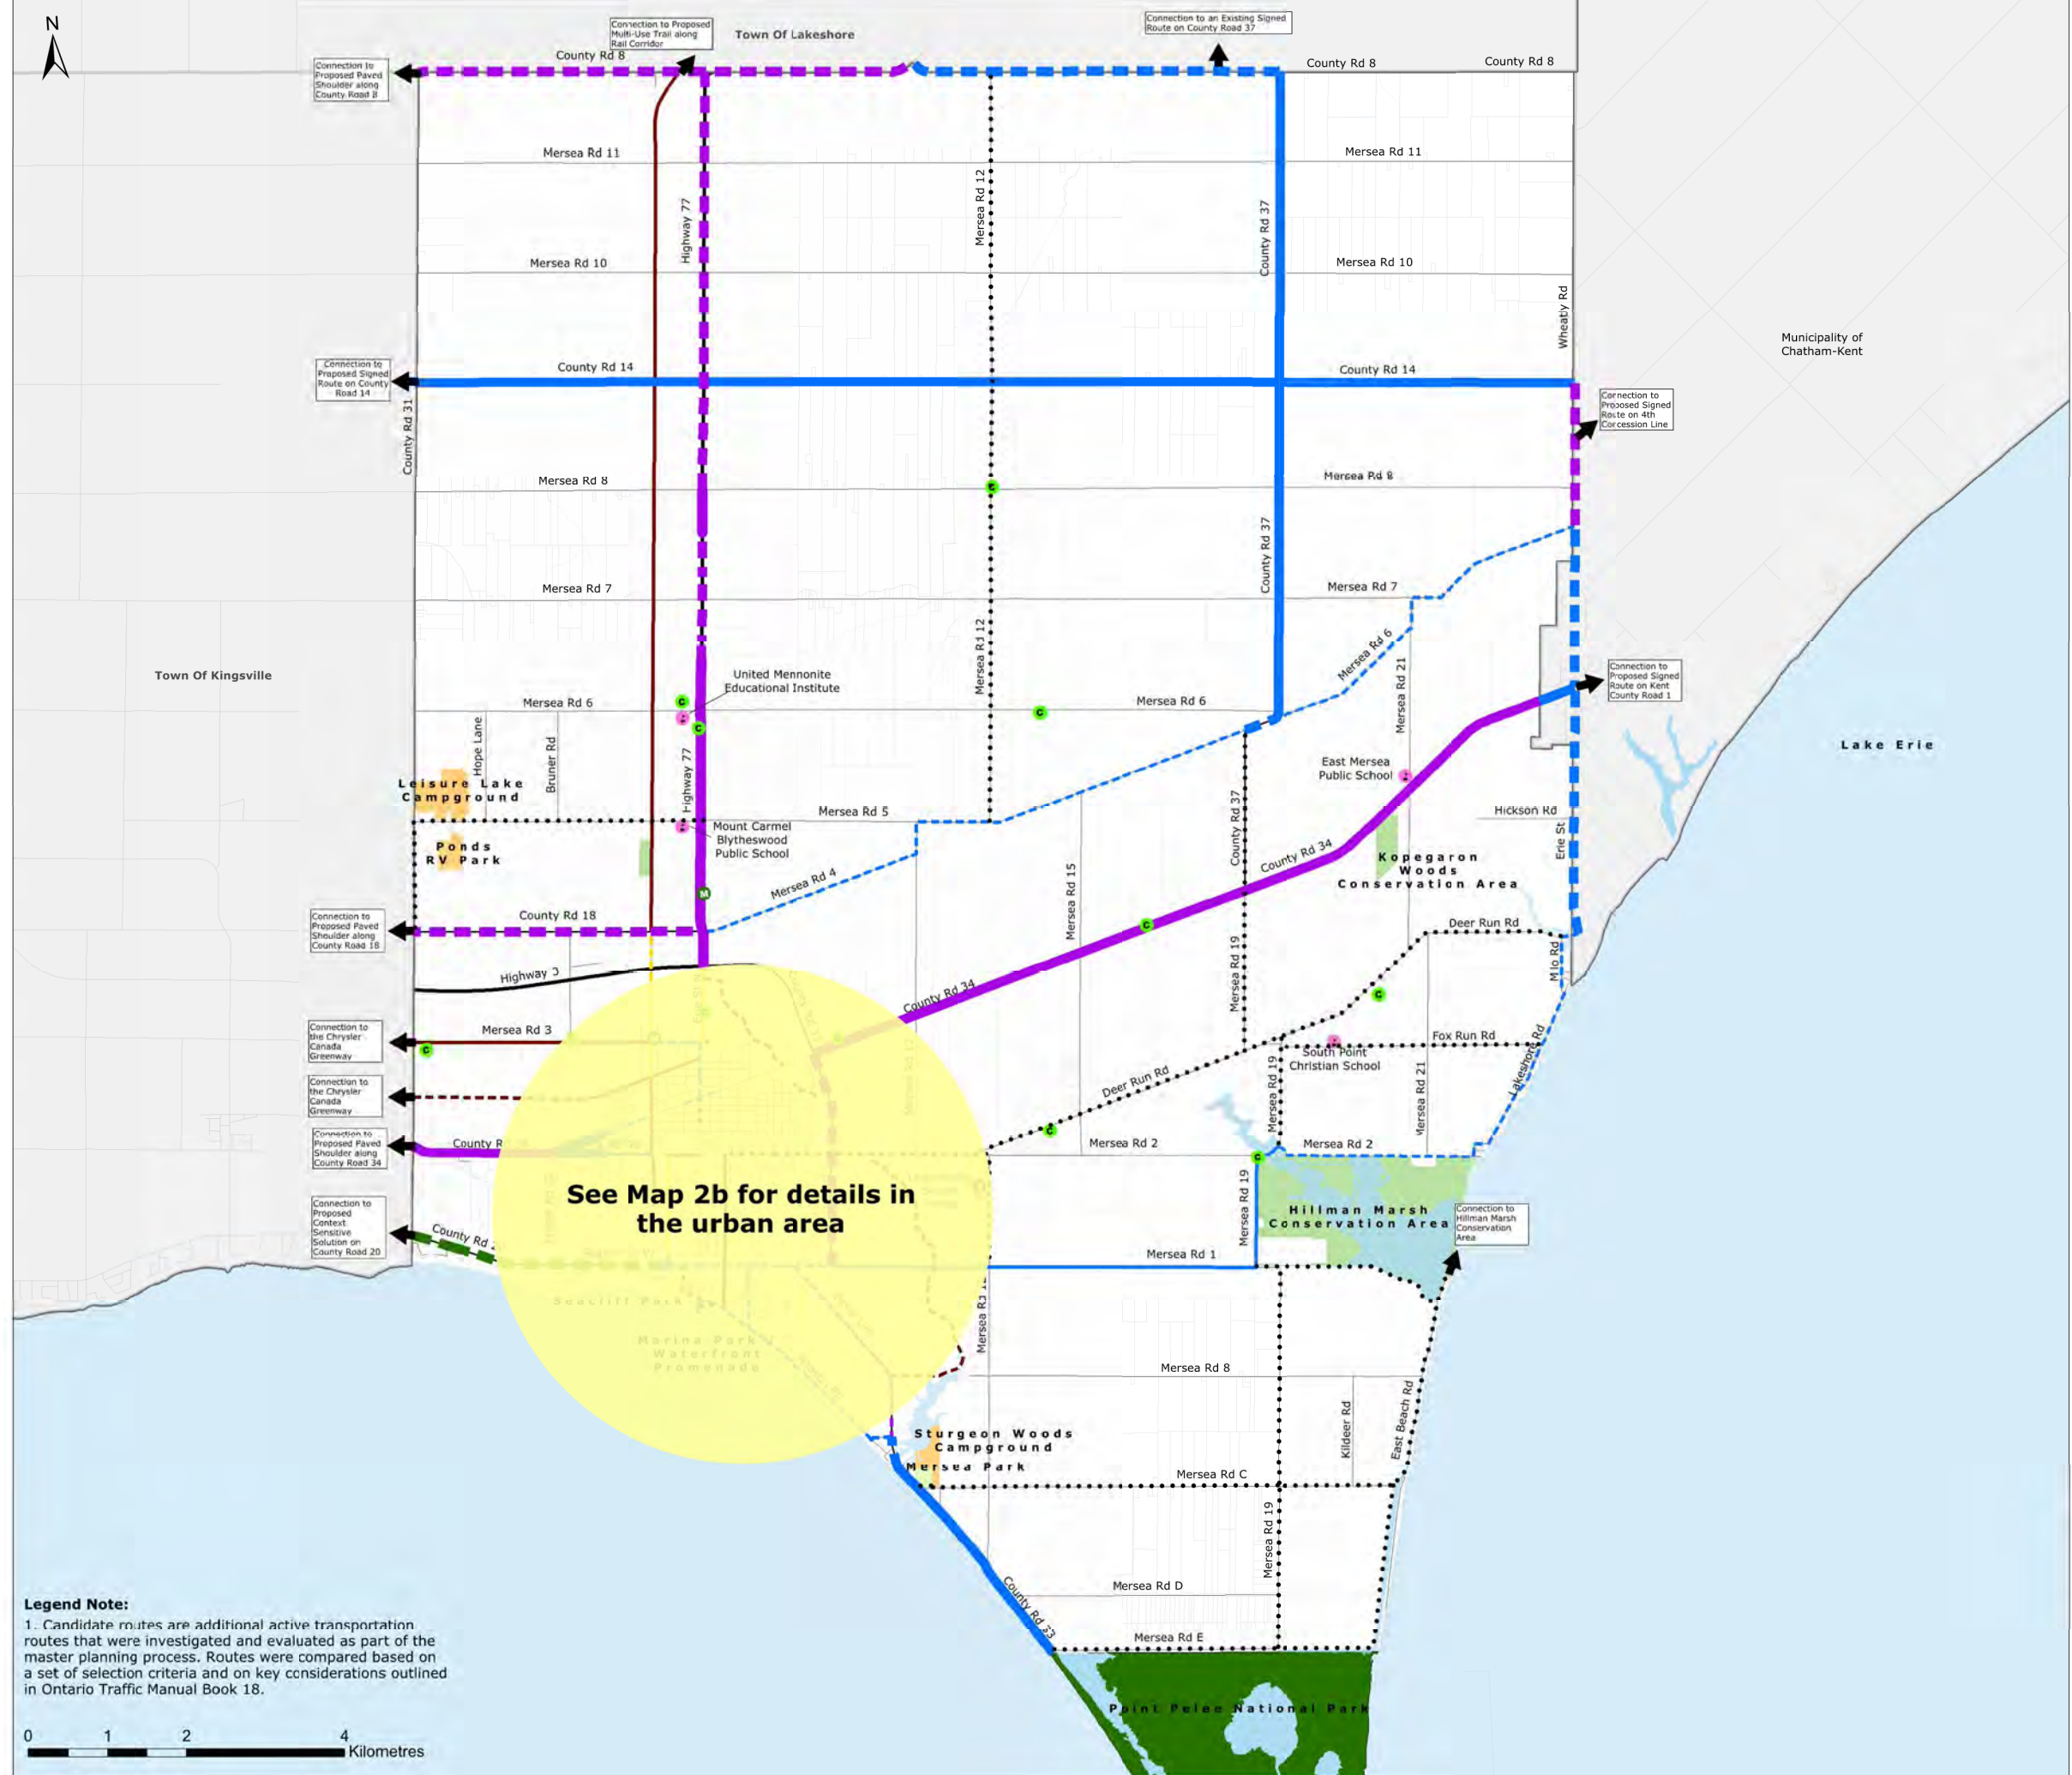 N
Connection to Proposed
Multi-Use Trail along
Rail Corridor
Town Of Lakeshore
Connection to an Existing Signed
Route on County Road 37
County Rd 8
County Rd 8
County Rd 8
Connection to
Proposed Paved
Shoulder along
County Road 8
Mersea Rd 11
Mersea Rd 11
Highway 77
Mersea Rd 12
County Rd 37
Mersea Rd 10
Mersea Rd 10
Wheatly Rd
Municipality of
Chatham-Kent
Connection to
Proposed Signed
Route on County
Road 14
County Rd 14
County Rd 14
County Rd 31
Connection to
Proposed Signed
Route on 4th
Concession Line
Mersea Rd 8
C
Mersea Rd 8
County Rd 37
Mersea Rd 7
Mersea Rd 7
Mersea Rd 6
Mersea Rd 12
Mersea Rd 21
Town Of Kingsville
United Mennonite
Educational Institute
Connection to
Proposed Signed
Route on Kent
County Road 1
Mersea Rd 6
C
C
C
Mersea Rd 6
Hope Lane
Bruner Rd
Highway 77
Lake Erie
East Mersea
Public School
Leisure Lake
Campground
Mersea Rd 5
Hickson Rd
Mount Carmel
Blytheswood
Public School
County Rd 37
Erie St
Ponds
RV Park
County Rd 34
Kopegaron
Woods
Conservation Area
Mersea Rd 4
M
Mersea Rd 15
Connection to
Proposed Paved
Shoulder along
County Road 18
County Rd 18
C
Deer Run Rd
Mersea Rd 19
Milo Rd
Highway 3
County Rd 34
C
Connection to
the Chrysler
Canada
Greenway
Mersea Rd 3
C
Fox Run Rd
South Point
Christian School
Lakeshore Rd
Connection to
the Chrysler
Canada
Greenway
Deer Run Rd
Mersea Rd 19
Mersea Rd 21
Connection to
Proposed Paved
Shoulder along
County Road 34
County R
C
Mersea Rd 2
Mersea Rd 2
C
See Map 2b for details in
the urban area
Mersea Rd 19
Hillman Marsh
Conservation Area
Connection to
Hillman Marsh
Conservation
Area
Connection to
Proposed
Context
Sensitive
Solution on
County Road 20
County Rd
Mersea Rd 1
Seacliff Park
Mersea Rd 12
Marina Park
Waterfront
Promenade
Mersea Rd 8
Kildeer Rd
East Beach Rd
Sturgeon Woods
Campground
Mersea Park
Mersea Rd C
Mersea Rd 19
County Rd 33
Mersea Rd D
Mersea Rd E
Point Pelee National Park
Legend Note:
1. Candidate routes are additional active transportation
routes that were investigated and evaluated as part of the
master planning process. Routes were compared based on
a set of selection criteria and on key considerations outlined
in Ontario Traffic Manual Book 18.
0 1 2 4
Kilometres